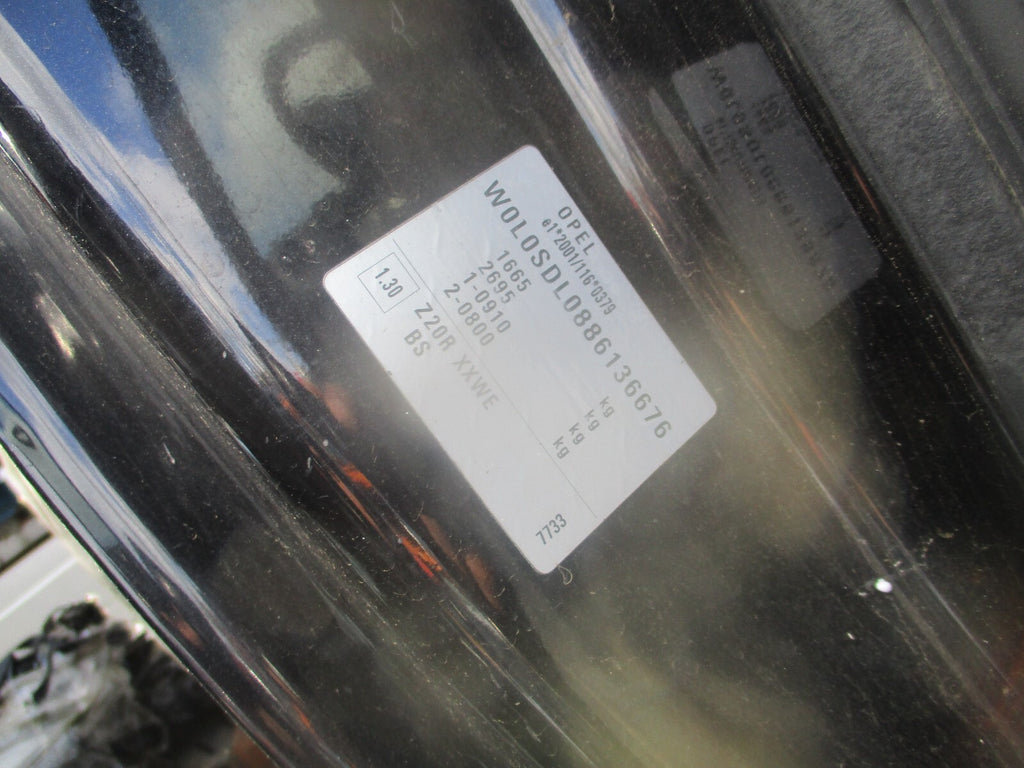 OPEL
e1*2001/116*0379
W0L0SDL0886136676
1665 kg
2695 kg
1-0910 kg
2-0800 kg
1.30 Z20R XXWE 7733
BS